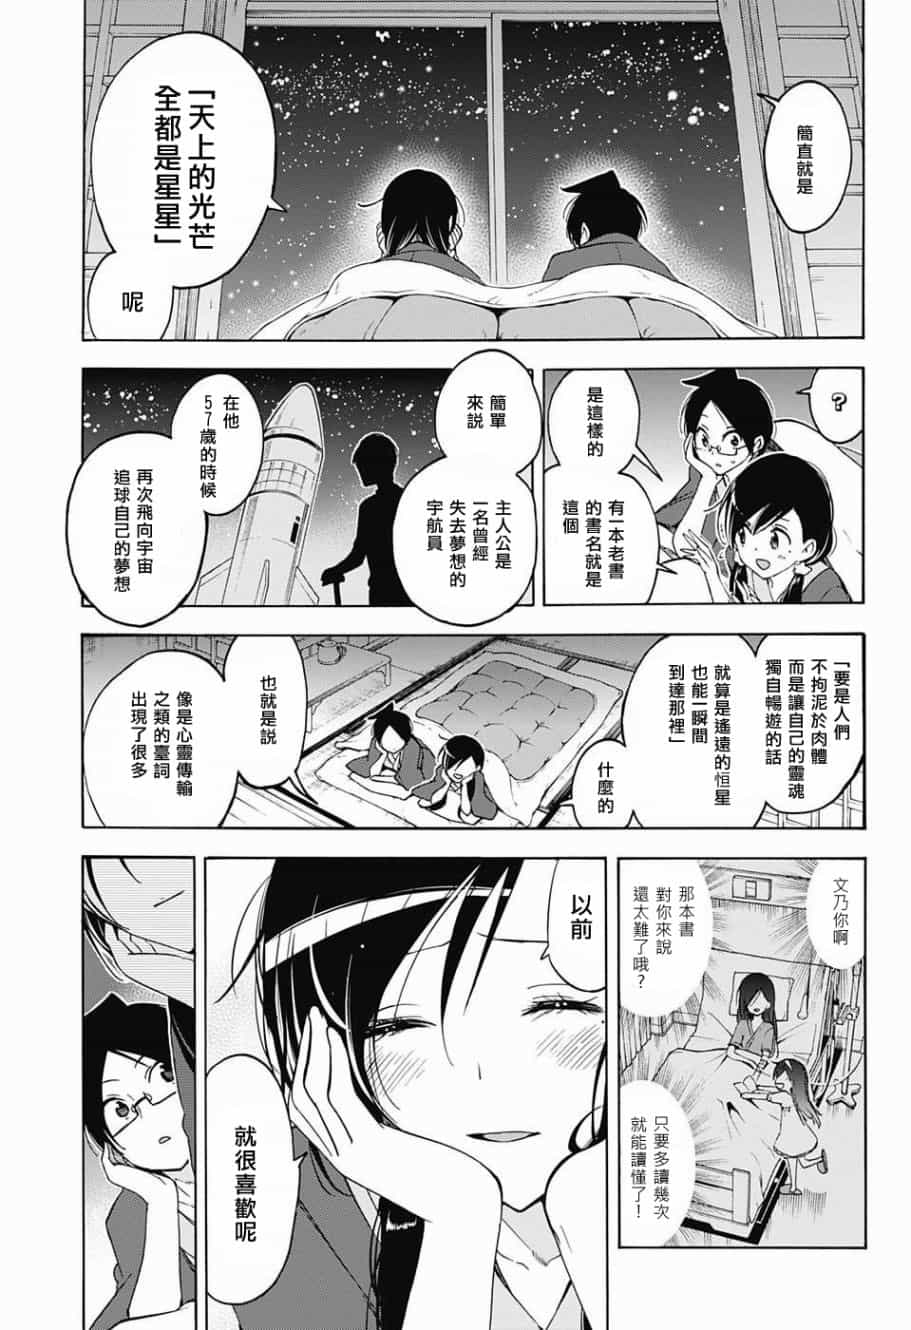 簡直就是
「天上的光芒
全都是星星」
呢
？
是這樣的
有一本老書
的書名就是
這個
簡單
來說
主人公是
一名曾經
失去夢想的
宇航員
在他
57歲的時候
再次飛向宇宙
追球自己的夢想
「要是人們
不拘泥於肉體
而是讓自己的靈魂
獨自暢遊的話
就算是遙遠的恒星
也能一瞬間
到達那裡」
什麼的
也就是說
像是心靈傳輸
之類的臺詞
出現了很多
文乃你啊
那本書
對你來說
還太難了哦？
只要多讀幾次
就能讀懂了！
以前
就很喜歡呢